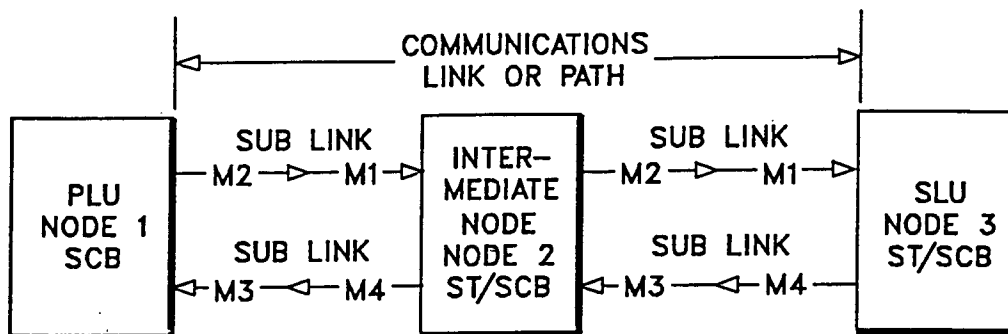 COMMUNICATIONS
LINK OR PATH
PLU
NODE 1
SCB
SUB LINK
M2 M1
SUB LINK
M3 M4
INTER-
MEDIATE
NODE
NODE 2
ST/SCB
SUB LINK
M2 M1
SUB LINK
M3 M4
SLU
NODE 3
ST/SCB